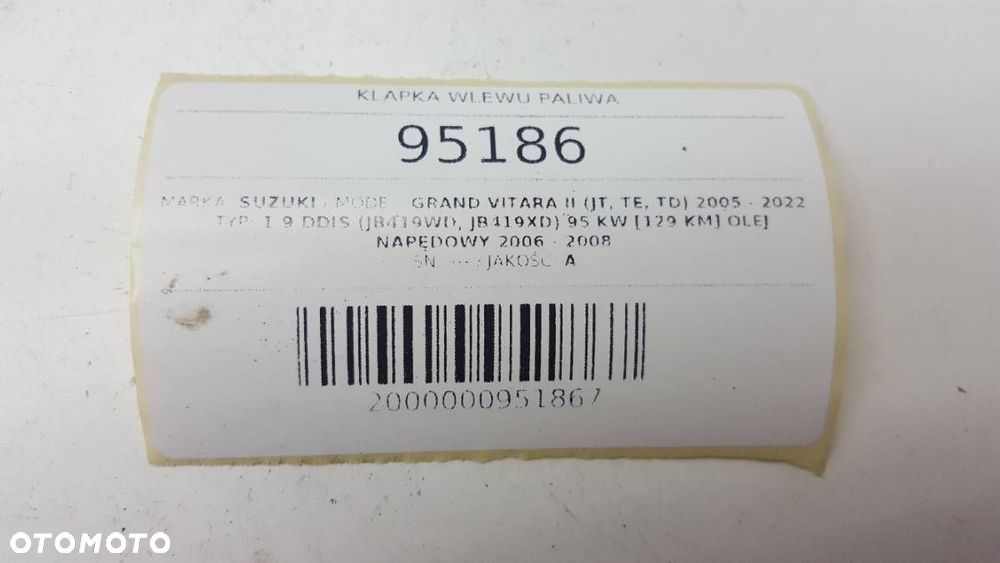 KLAPKA WLEWU PALIWA
95186
MARKA SUZUKI MODE GRAND VITARA II (JT, TE, TD) 2005 - 2022
TYP: 1.9 DDIS (JB419WD, JB419XD) 95 KW [129 KM] OLEJ
NAPĘDOWY 2006 - 2008
SN: JAKOŚĆ A
2000000951867
OTOMOTO